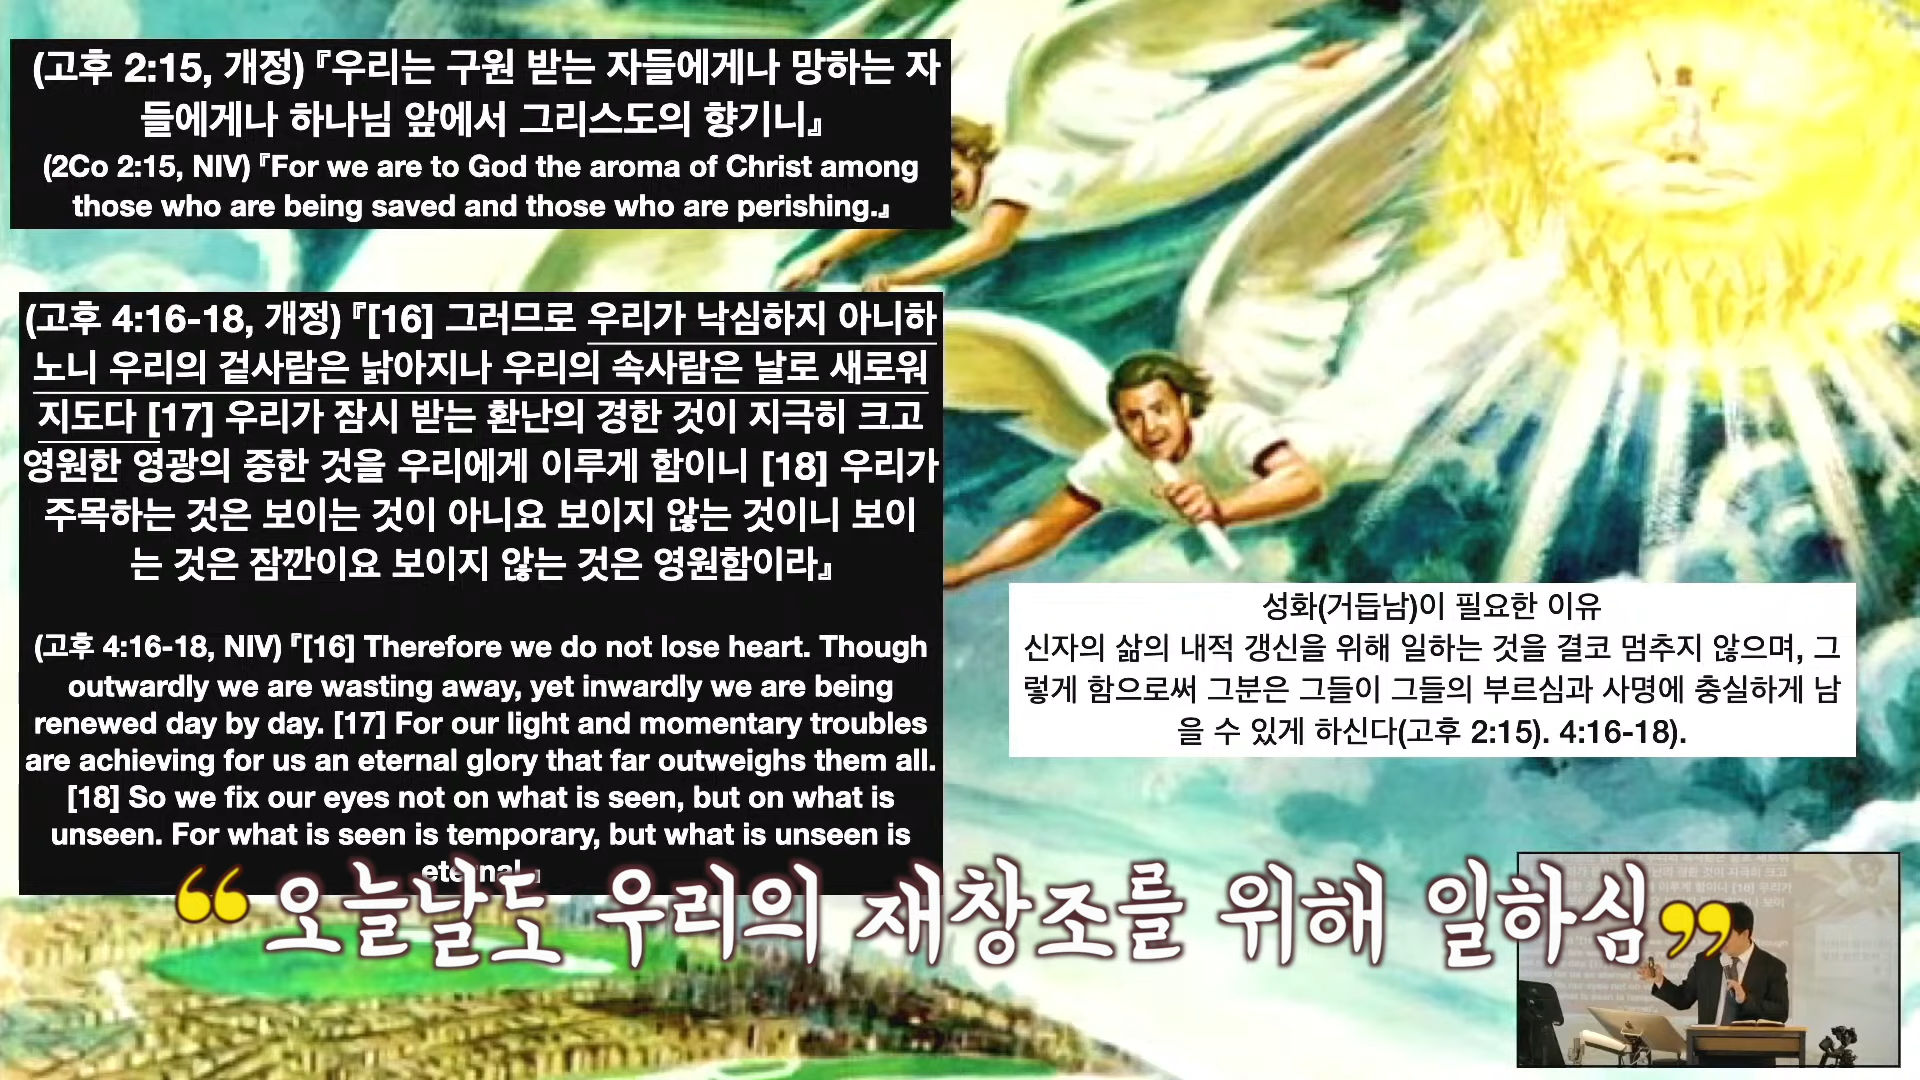 (고후 2:15, 개정)『우리는 구원 받는 자들에게나 망하는 자
들에게나 하나님 앞에서 그리스도의 향기니』
(2Co 2:15, NIV)『For we are to God the aroma of Christ among
those who are being saved and those who are perishing.』
(고후 4:16-18, 개정)『[16] 그러므로 우리가 낙심하지 아니하
노니 우리의 겉사람은 낡아지나 우리의 속사람은 날로 새로워
지도다 [17] 우리가 잠시 받는 환난의 경한 것이 지극히 크고
영원한 영광의 중한 것을 우리에게 이루게 함이니 [18] 우리가
주목하는 것은 보이는 것이 아니요 보이지 않는 것이니 보이
는 것은 잠깐이요 보이지 않는 것은 영원함이라』
(고후 4:16-18, NIV)『[16] Therefore we do not lose heart. Though
outwardly we are wasting away, yet inwardly we are being
renewed day by day. [17] For our light and momentary troubles
are achieving for us an eternal glory that far outweighs them all.
[18] So we fix our eyes not on what is seen, but on what is
unseen. For what is seen is temporary, but what is unseen is
eternal.』
성화(거듭남)이 필요한 이유
신자의 삶의 내적 갱신을 위해 일하는 것을 결코 멈추지 않으며, 그
렇게 함으로써 그분은 그들이 그들의 부르심과 사명에 충실하게 남
을 수 있게 하신다(고후 2:15). 4:16-18).
“오늘날도 우리의 재창조를 위해 일하심”